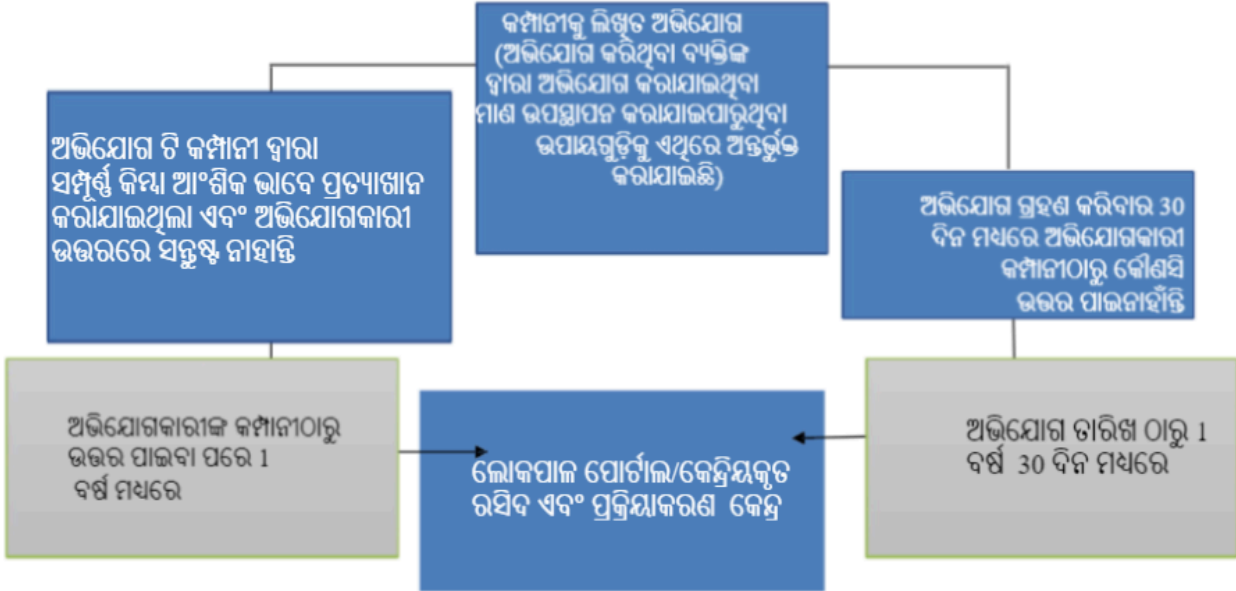 କମ୍ପାନୀକୁ ଲିଖିତ ଅଭିଯୋଗ
(ଅଭିଯୋଗ କରିଥିବା ବ୍ୟକ୍ତିଙ୍କ
ଦ୍ୱାରା ଅଭିଯୋଗ କରାଯାଇଥିବା
ମାଣ ଉପସ୍ଥାପନ କରାଯାଇପାରୁଥିବା
ଉପାୟଗୁଡ଼ିକୁ ଏଥିରେ ଅନ୍ତର୍ଭୁକ୍ତ
କରାଯାଇଛି)
ଅଭିଯୋଗ ଟି କମ୍ପାନୀ ଦ୍ୱାରା
ସମ୍ପୂର୍ଣ୍ଣ କିମ୍ବା ଆଂଶିକ ଭାବେ ପ୍ରତ୍ୟାଖାନ
କରାଯାଇଥିଲା ଏବଂ ଅଭିଯୋଗକାରୀ
ଉତ୍ତରରେ ସନ୍ତୁଷ୍ଟ ନାହାନ୍ତି
ଅଭିଯୋଗ ଗ୍ରହଣ କରିବାର 30
ଦିନ ମଧ୍ୟରେ ଅଭିଯୋଗକାରୀ
କମ୍ପାନୀଠାରୁ କୌଣସି
ଉତ୍ତର ପାଇନାହାଁନ୍ତି
ଅଭିଯୋଗକାରୀଙ୍କ କମ୍ପାନୀଠାରୁ
ଉତ୍ତର ପାଇବା ପରେ 1
ବର୍ଷ ମଧ୍ୟରେ
ଲୋକପାଳ ପୋର୍ଟାଲ/କେନ୍ଦ୍ରିୟକୃତ
ରସିଦ ଏବଂ ପ୍ରକ୍ରିୟାକରଣ କେନ୍ଦ୍ର
ଅଭିଯୋଗ ତାରିଖ ଠାରୁ 1
ବର୍ଷ 30 ଦିନ ମଧ୍ୟରେ